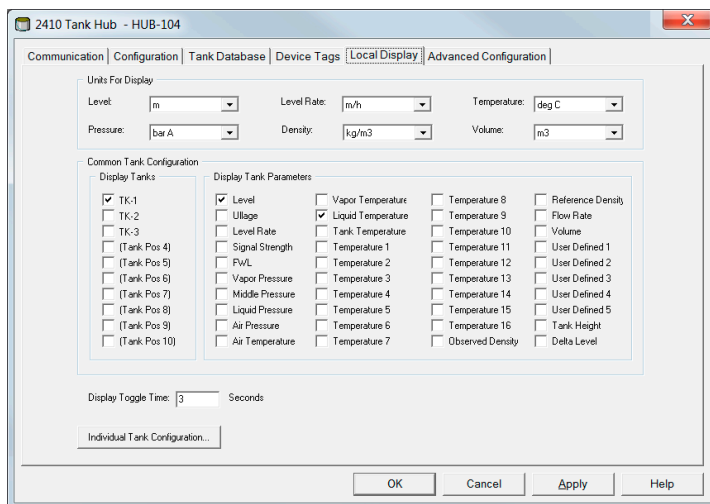 2410 Tank Hub - HUB-104
X
Communication Configuration Tank Database Device Tags Local Display Advanced Configuration
Units For Display
Level: m Level Rate: m/h Temperature: deg C
Pressure: bar A Density: kg/m3 Volume: m3
Common Tank Configuration
Display Tanks Display Tank Parameters
TK-1 Level Vapor Temperature Temperature 8 Reference Density
TK-2 Ullage Liquid Temperature Temperature 9 Flow Rate
TK-3 Level Rate Tank Temperature Temperature 10 Volume
(Tank Pos 4) Signal Strength Temperature 1 Temperature 11 User Defined 1
(Tank Pos 5) FWL Temperature 2 Temperature 12 User Defined 2
(Tank Pos 6) Vapor Pressure Temperature 3 Temperature 13 User Defined 3
(Tank Pos 7) Middle Pressure Temperature 4 Temperature 14 User Defined 4
(Tank Pos 8) Liquid Pressure Temperature 5 Temperature 15 User Defined 5
(Tank Pos 9) Air Pressure Temperature 6 Temperature 16 Tank Height
(Tank Pos 10) Air Temperature Temperature 7 Observed Density Delta Level
Display Toggle Time: 3 Seconds
Individual Tank Configuration...
OK Cancel Apply Help